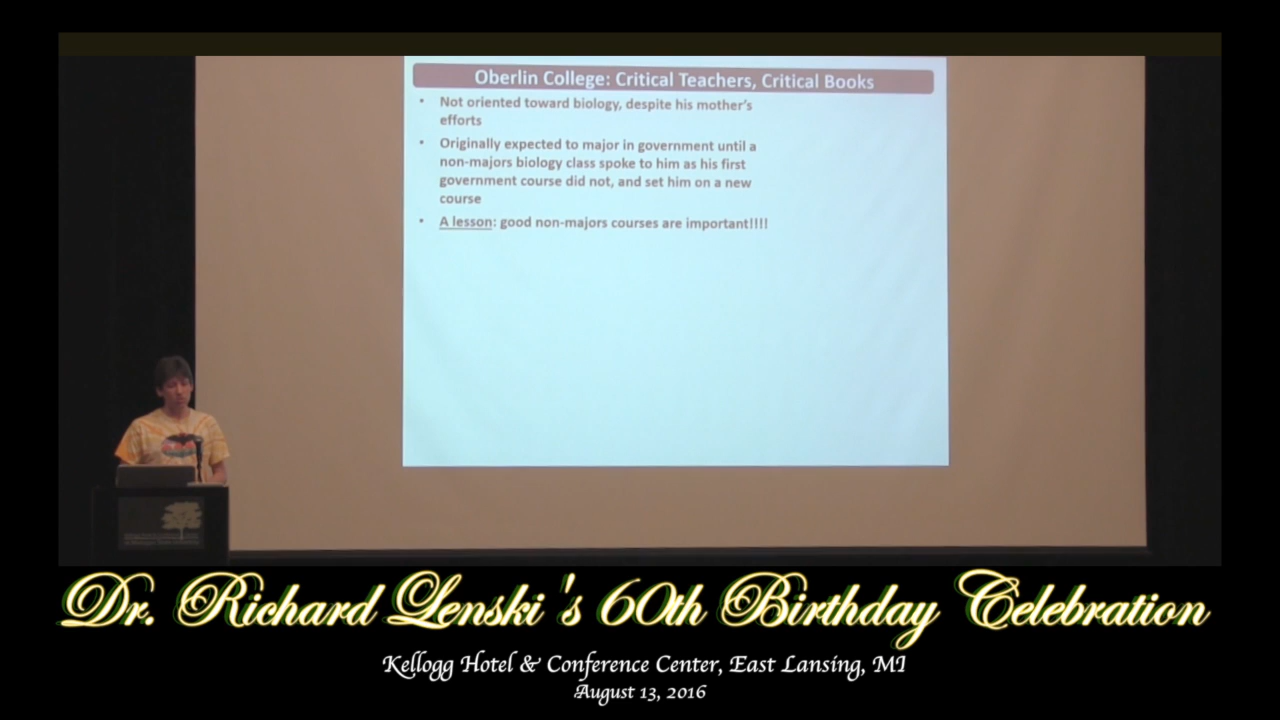 Oberlin College: Critical Teachers, Critical Books
• Not oriented toward biology, despite his mother's
efforts
• Originally expected to major in government until a
non-majors biology class spoke to him as his first
government course did not, and set him on a new
course
• A lesson: good non-majors courses are important!!!!
Dr. Richard Lenski's 60th Birthday Celebration
Kellogg Hotel & Conference Center, East Lansing, MI
August 13, 2016